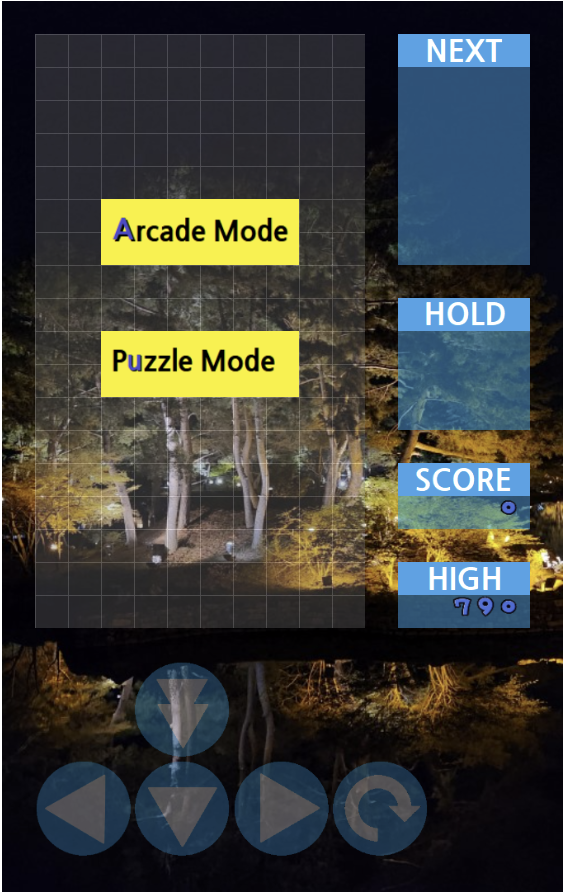 NEXT
Arcade Mode
HOLD
Puzzle Mode
SCORE
0
HIGH
790